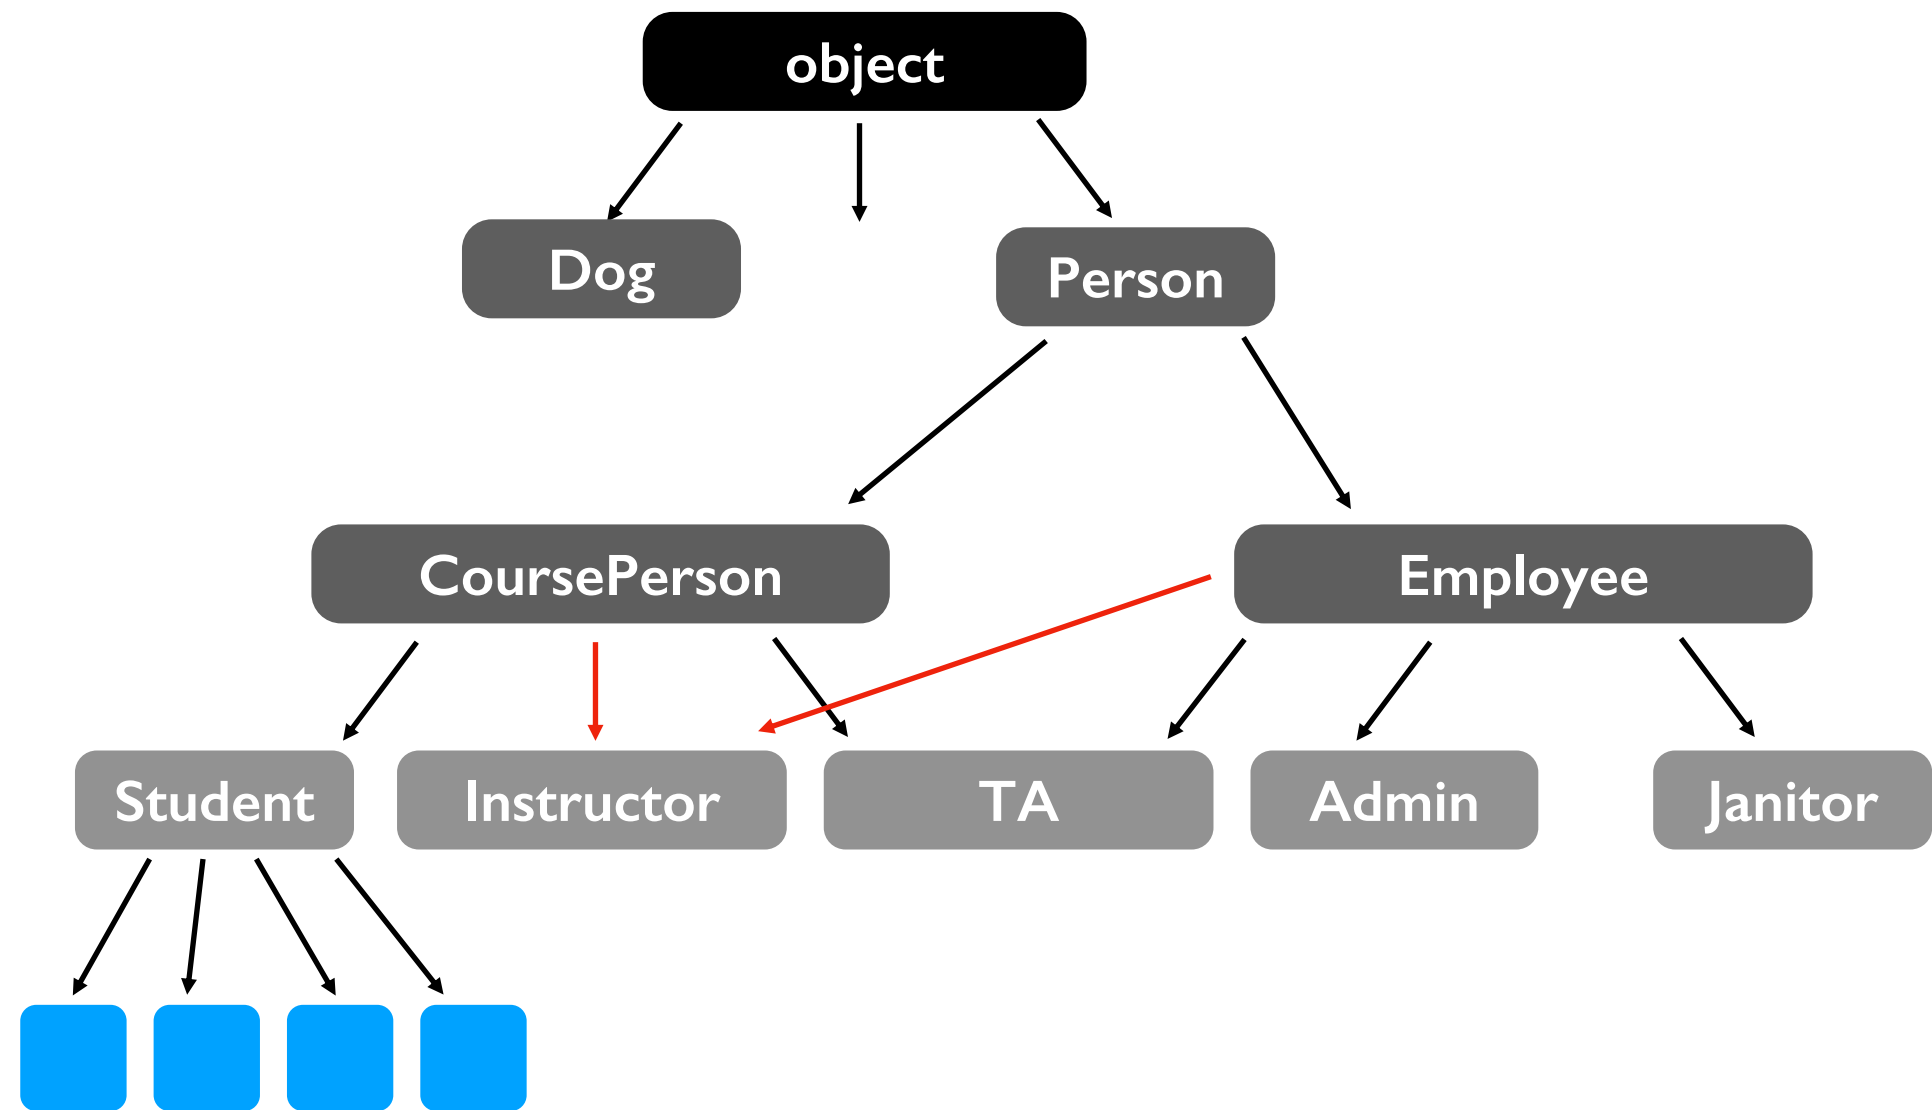 object
Dog
Person
CoursePerson
Employee
Student
Instructor
TA
Admin
Janitor